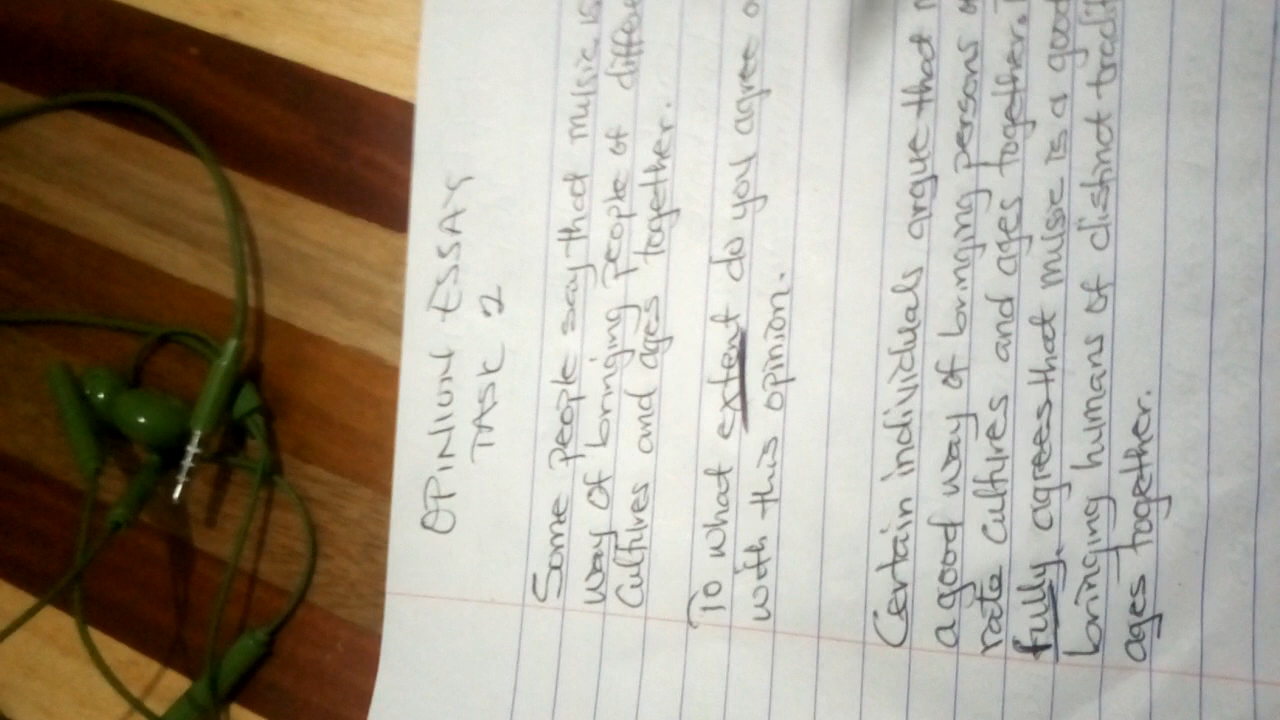 OPINION ESSAY
TASK 2
Some people say that music is
way of bringing people of
cultures and ages together.
To what extent do you agree
with this opinion.
Certain individuals argue that
a good way of bringing persons
rate cultures and ages together.
fully agrees that music is a good
bringing humans of distinct
ages together.